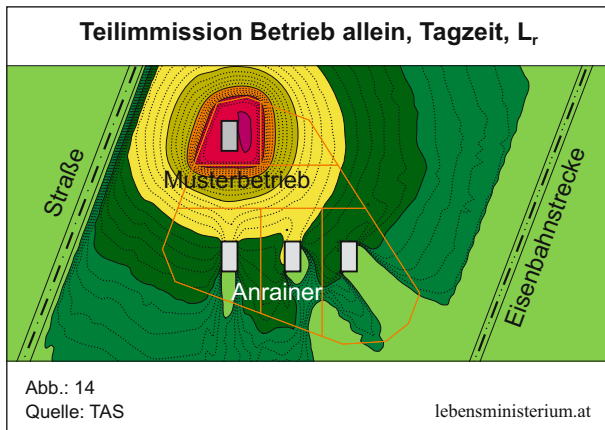 Teilimmission Betrieb allein, Tagzeit, Lr
Straße
Musterbetrieb
Anrainer
Eisenbahnstrecke
Abb.: 14
Quelle: TAS
lebensministerium.at